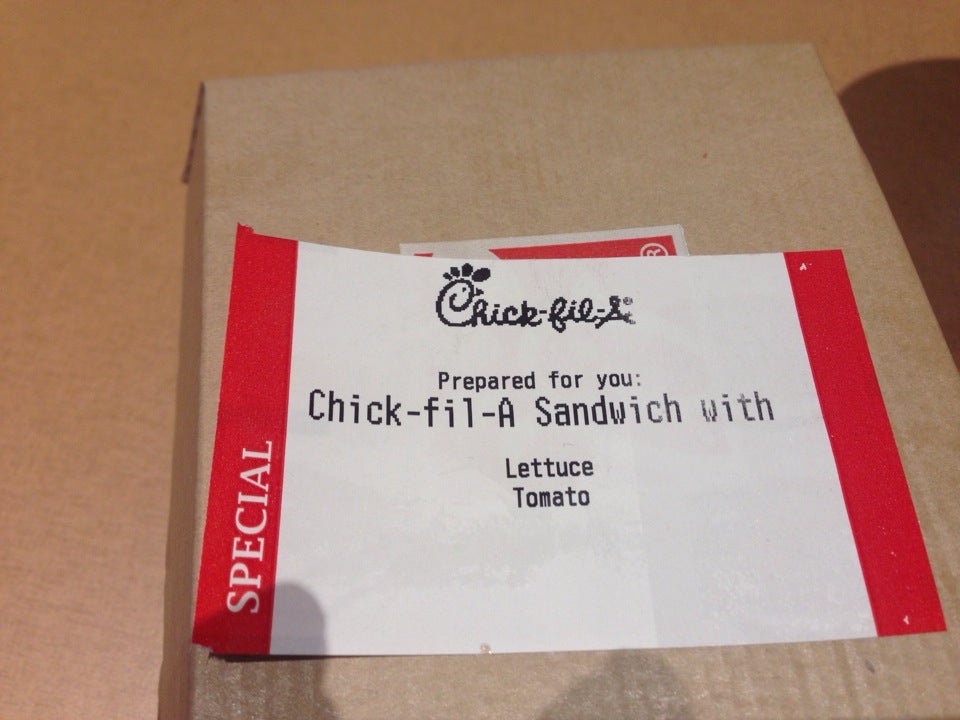 ®
Chick-fil-A®
Prepared for you:
Chick-fil-A Sandwich with
Lettuce
Tomato
SPECIAL